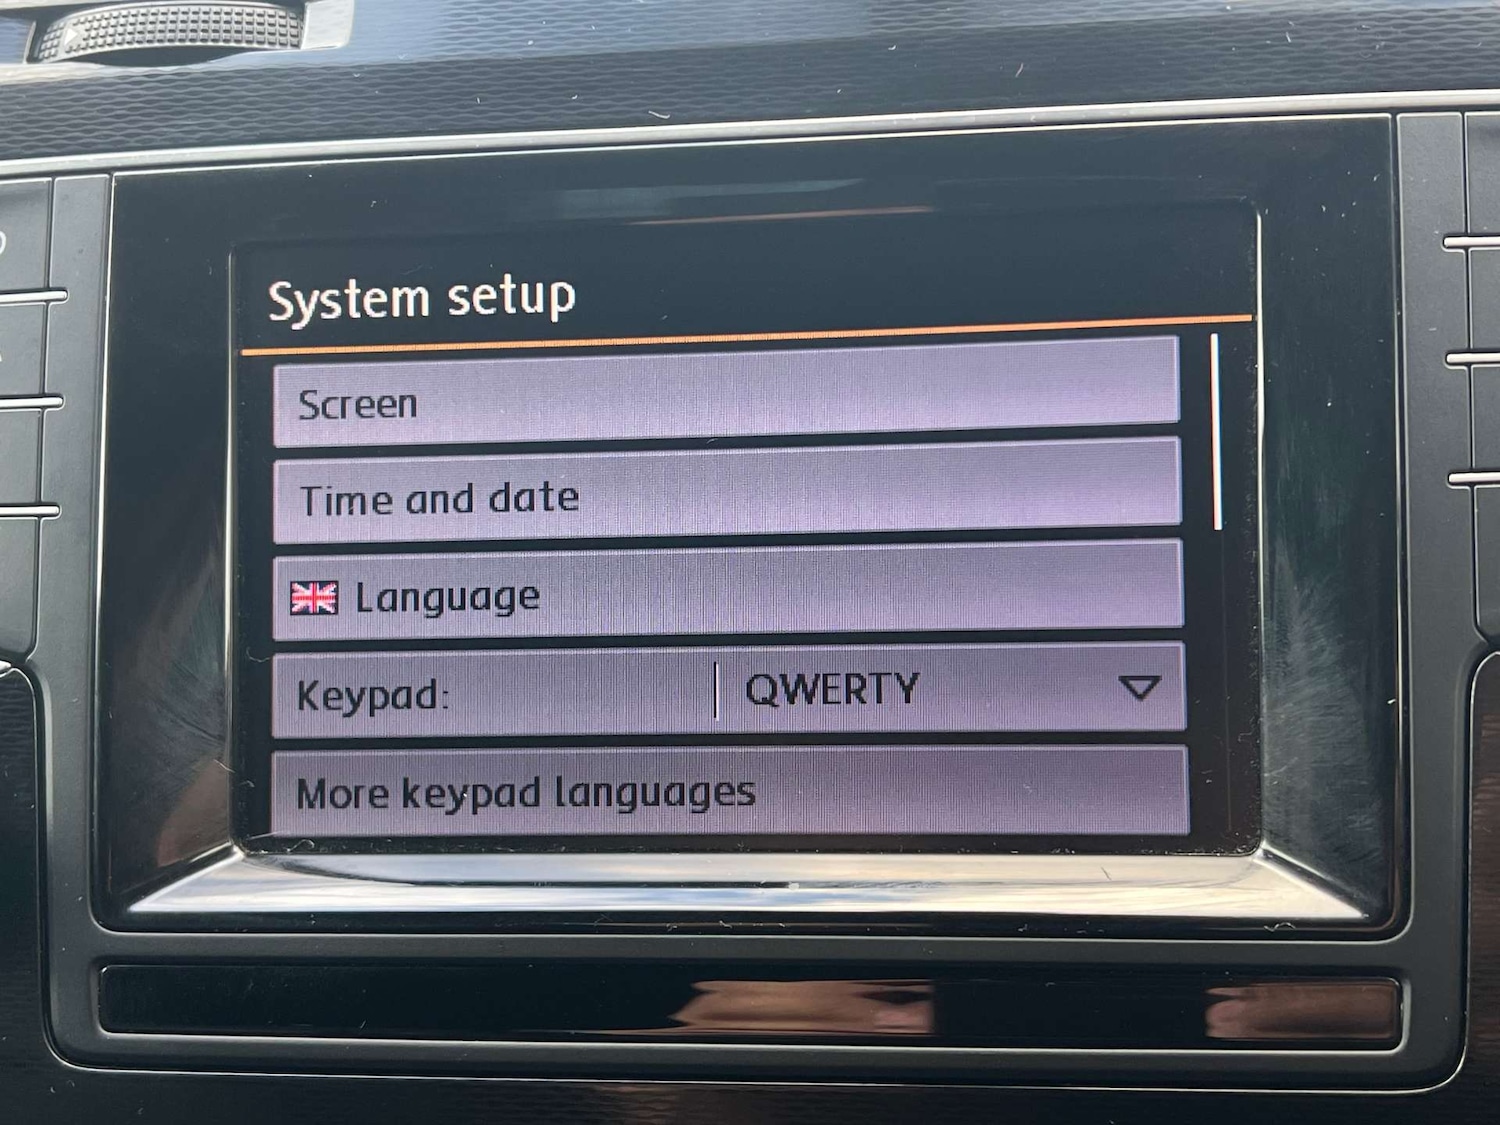 System setup
Screen
Time and date
Language
Keypad: QWERTY
More keypad languages